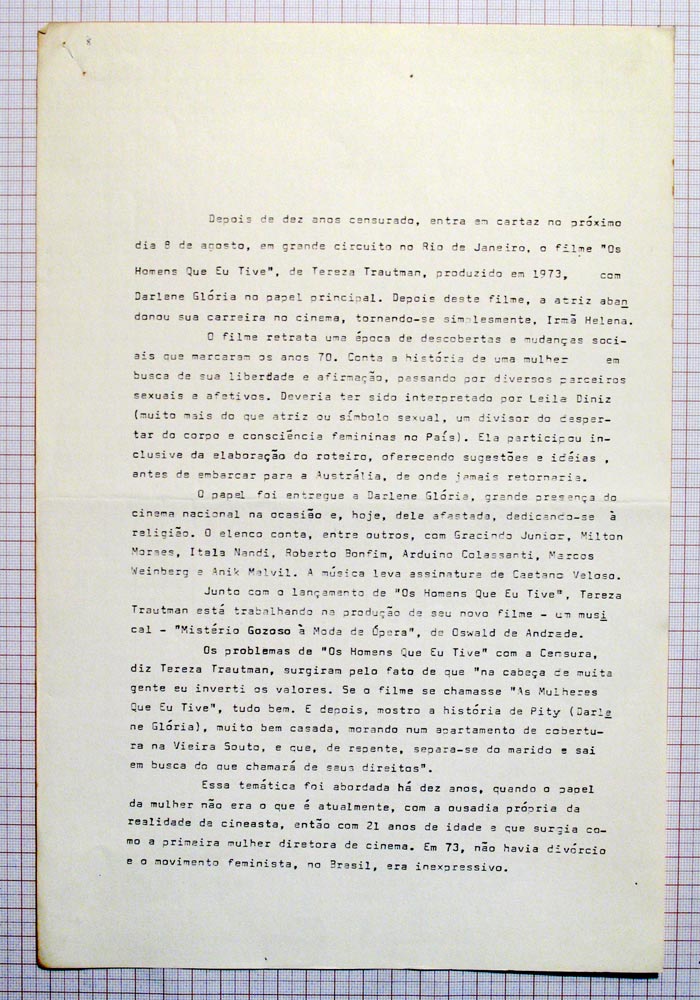 8
Depois de dez anos censurado, entra em cartaz no próximo
dia 8 de agosto, em grande circuito no Rio de Janeiro, o filme "Os
Homens Que Eu Tive", de Tereza Trautman, produzido em 1973, com
Darlene Glória no papel principal. Depois deste filme, a atriz aban
donou sua carreira no cinema, tornando-se simplesmente, Irmã Helena.
O filme retrata uma época de descobertas e mudanças soci-
ais que marcaram os anos 70. Conta a história de uma mulher em
busca de sua liberdade e afirmação, passando por diversos parceiros
sexuais e afetivos. Deveria ter sido interpretado por Leila Diniz
(muito mais do que atriz ou símbolo sexual, um divisor do desper-
tar do corpo e consciência femininas no País). Ela participou in-
clusive da elaboração do roteiro, oferecendo sugestões e idéias ,
antes de embarcar para a Austrália, de onde jamais retornaria.
O papel foi entregue a Darlene Glória, grande presença do
cinema nacional na ocasião e, hoje, dele afastada, dedicando-se à
religião. O elenco conta, entre outros, com Gracindo Junior, Milton
Moraes, Itala Nandi, Roberto Bonfim, Arduino Colassanti, Marcos
Weinberg e Anik Malvil. A música leva assinatura de Caetano Veloso.
Junto com o lançamento de "Os Homens Que Eu Tive", Tereza
Trautman está trabalhando na produção de seu novo filme - um musi
cal - "Mistério Gozoso à Moda de Ópera", de Oswald de Andrade.
Os problemas de "Os Homens Que Eu Tive" com a Censura,
diz Tereza Trautman, surgiram pelo fato de que "na cabeça de muita
gente eu inverti os valores. Se o filme se chamasse "As Mulheres
Que Eu Tive", tudo bem. E depois, mostro a história de Pity (Darle
ne Glória), muito bem casada, morando num apartamento de cobertu-
ra na Vieira Souto, e que, de repente, separa-se do marido e sai
em busca do que chamará de seus direitos".
Essa temática foi abordada há dez anos, quando o papel
da mulher não era o que é atualmente, com a ousadia própria da
realidade da cineasta, então com 21 anos de idade e que surgia co-
mo a primeira mulher diretora de cinema. Em 73, não havia divórcio
e o movimento feminista, no Brasil, era inexpressivo.